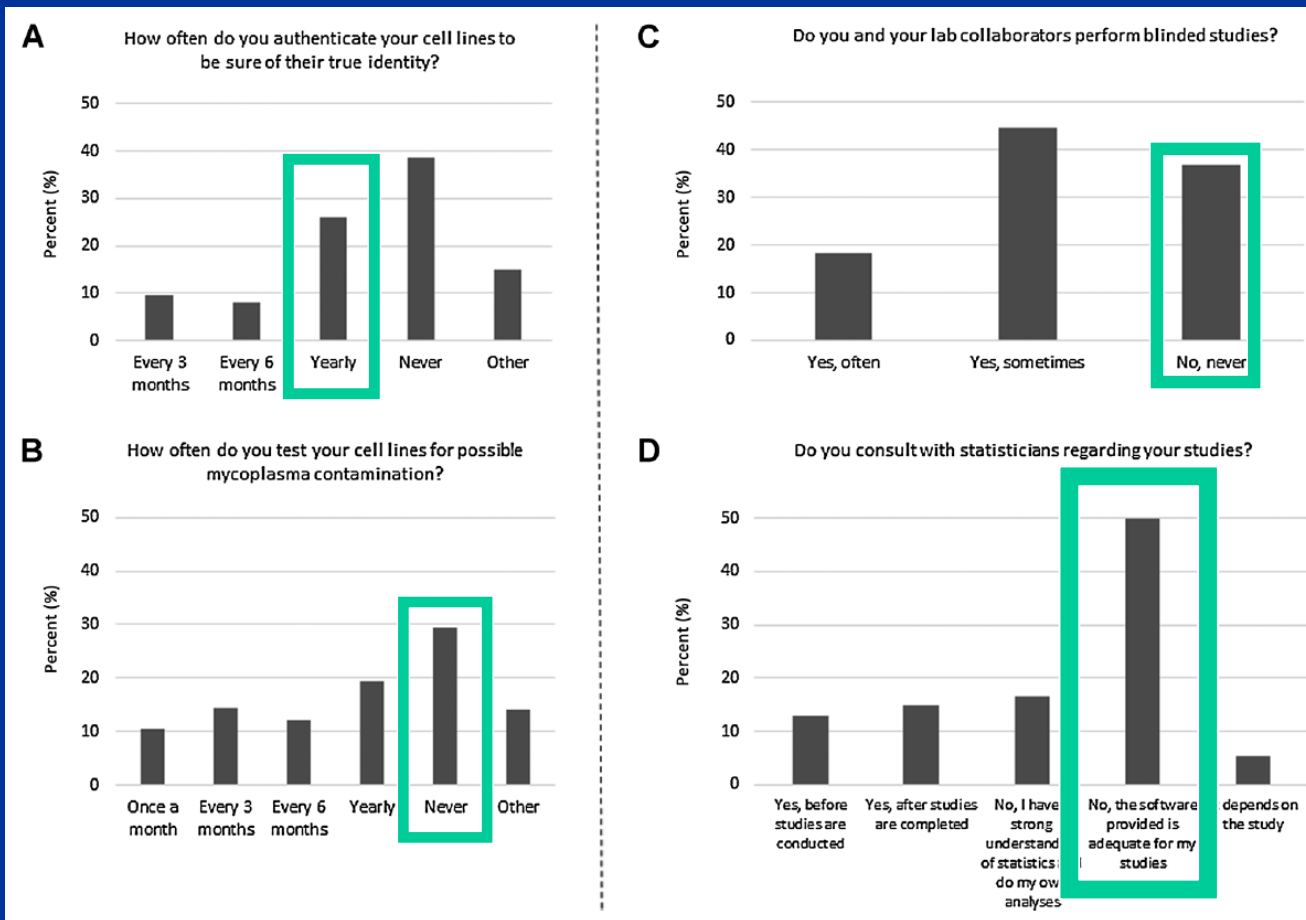 A
How often do you authenticate your cell lines to
be sure of their true identity?
Percent (%)
50
40
30
20
10
0
Every 3
months
Every 6
months
Yearly
Never
Other
B
How often do you test your cell lines for possible
mycoplasma contamination?
Percent (%)
50
40
30
20
10
0
Once a
month
Every 3
months
Every 6
months
Yearly
Never
Other
C
Do you and your lab collaborators perform blinded studies?
Percent (%)
50
40
30
20
10
0
Yes, often
Yes, sometimes
No, never
D
Do you consult with statisticians regarding your studies?
Percent (%)
50
40
30
20
10
0
Yes, before
studies are
conducted
Yes, after studies
are completed
No, I have
strong
of statistics
do my
analyses
No, the software
provided is
adequate for my
studies
depends on
the study